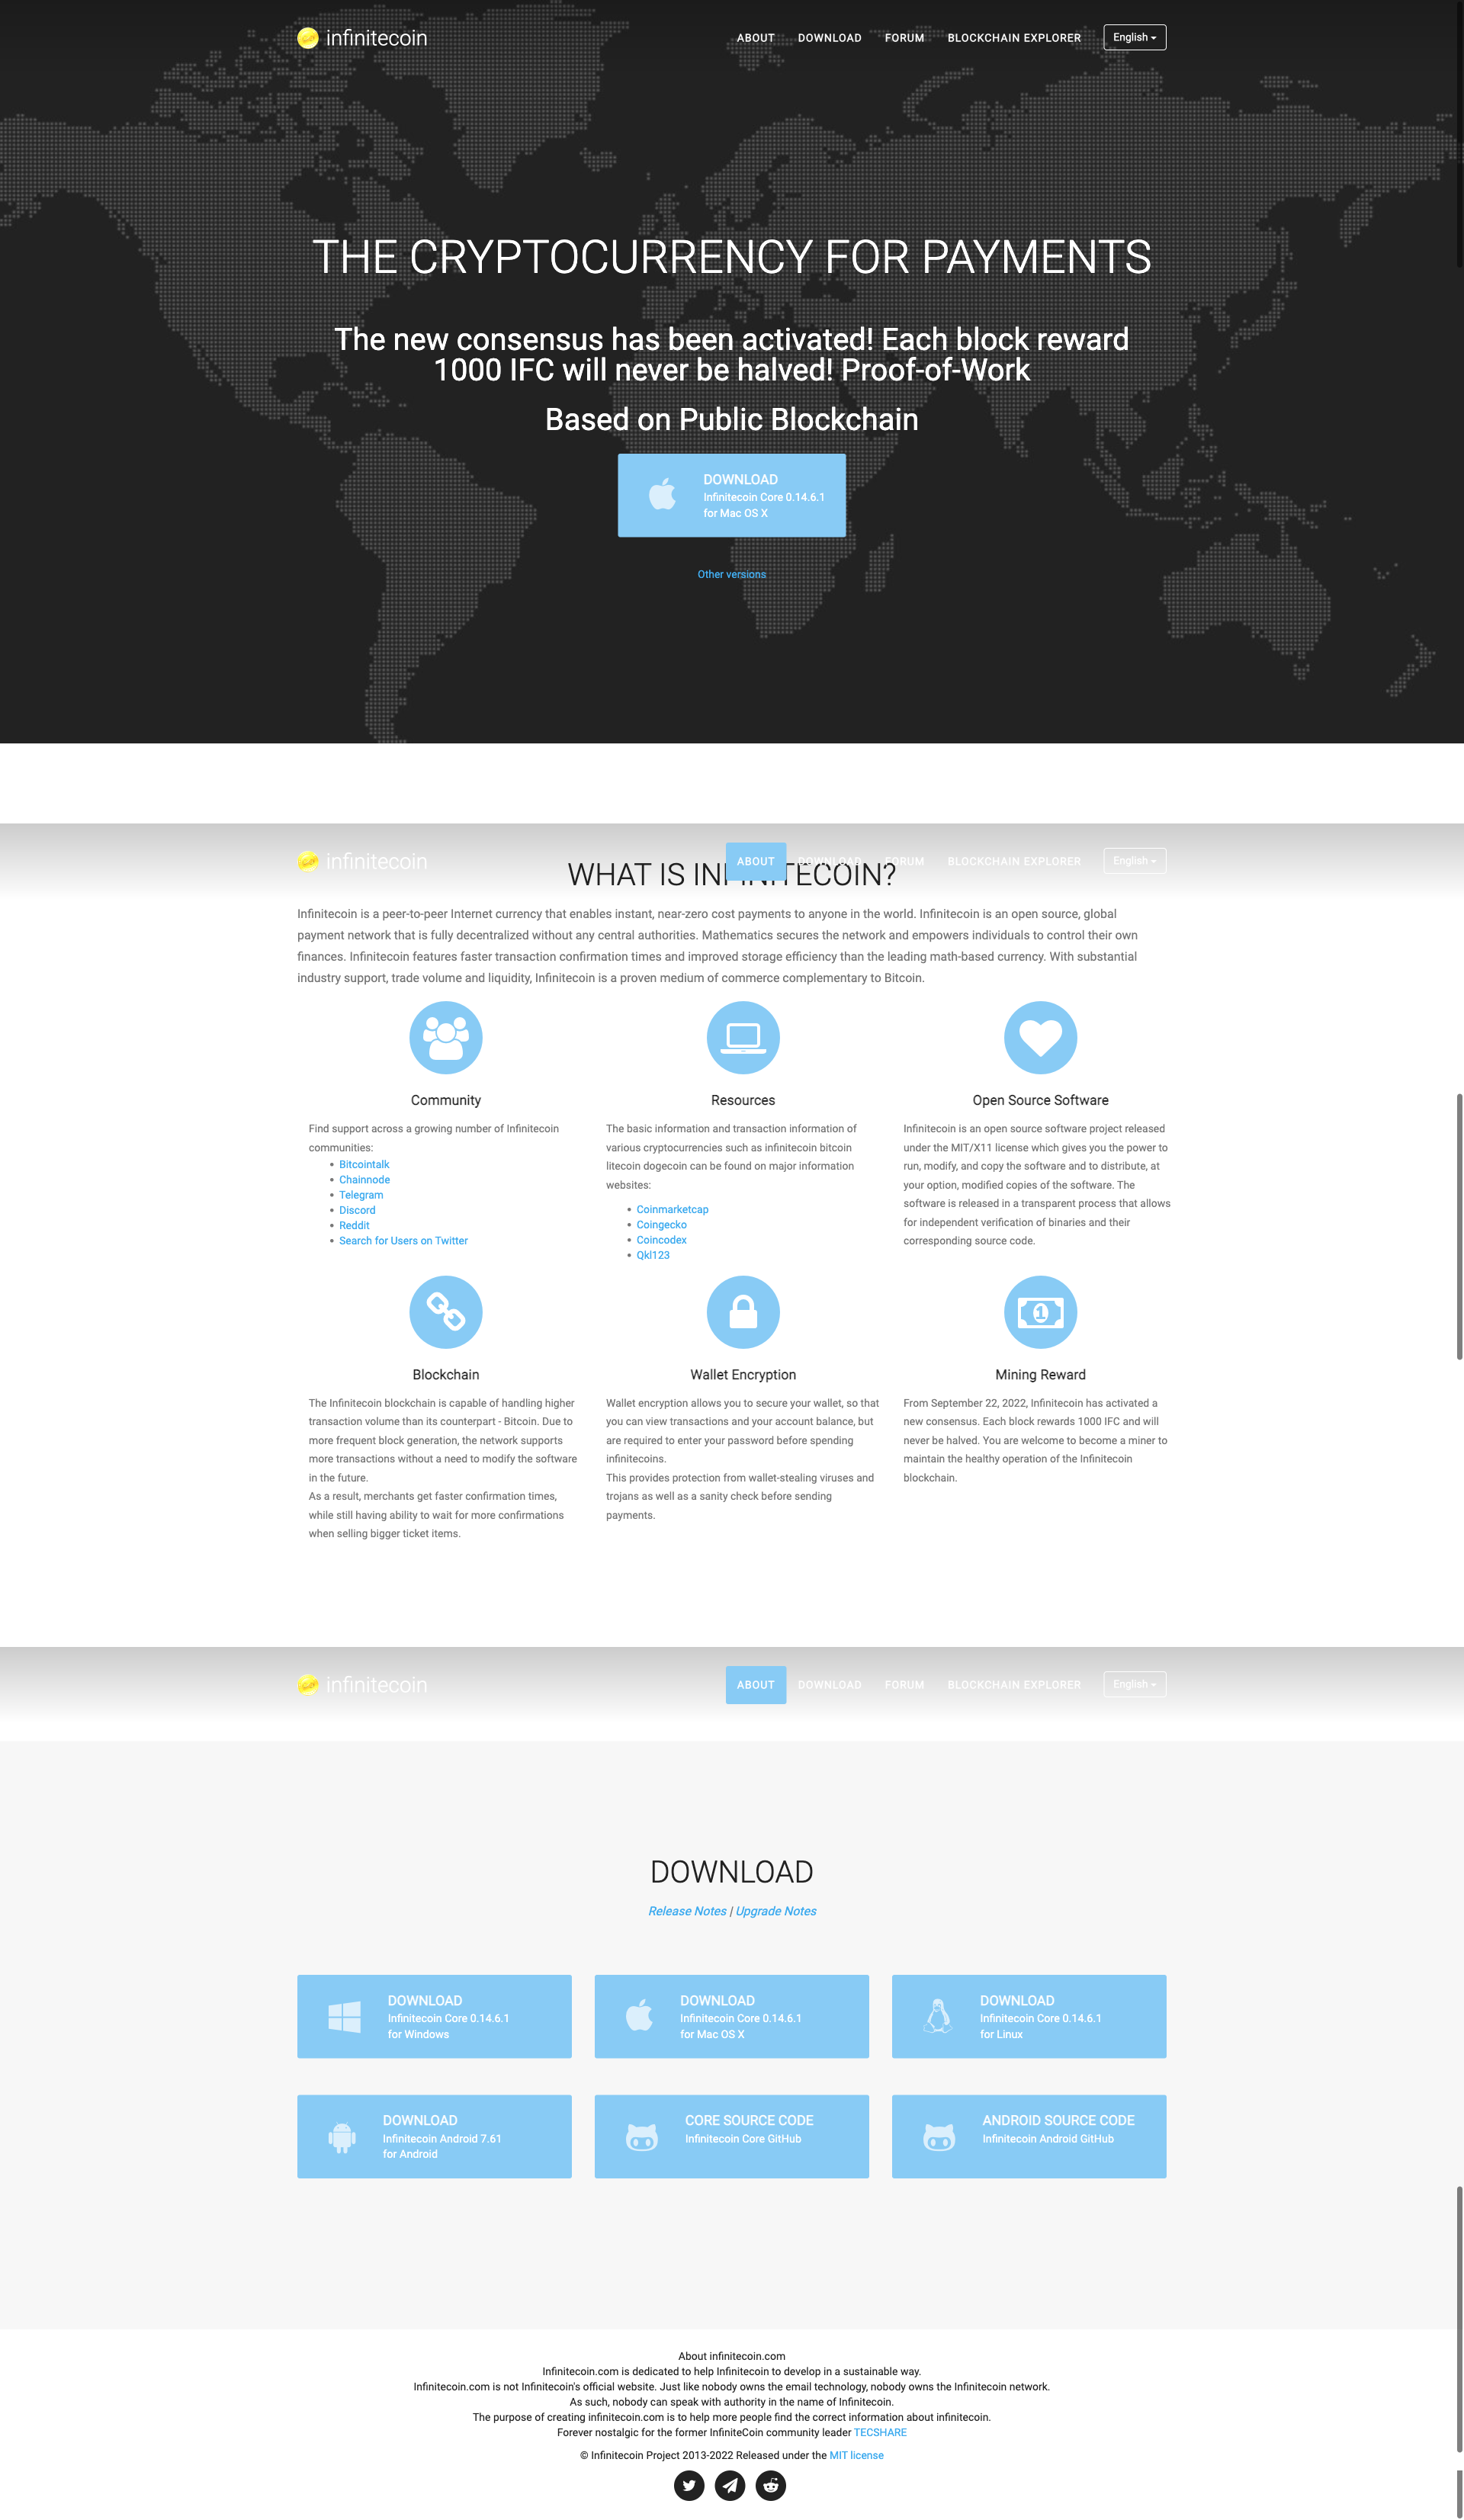 infinitecoin
ABOUT DOWNLOAD FORUM BLOCKCHAIN EXPLORER English
THE CRYPTOCURRENCY FOR PAYMENTS
The new consensus has been activated! Each block reward
1000 IFC will never be halved! Proof-of-Work
Based on Public Blockchain
DOWNLOAD
Infinitecoin Core 0.14.6.1
for Mac OS X
Other versions
infinitecoin
ABOUT DOWNLOAD FORUM BLOCKCHAIN EXPLORER English
WHAT IS INFINITECOIN?
Infinitecoin is a peer-to-peer Internet currency that enables instant, near-zero cost payments to anyone in the world. Infinitecoin is an open source, global
payment network that is fully decentralized without any central authorities. Mathematics secures the network and empowers individuals to control their own
finances. Infinitecoin features faster transaction confirmation times and improved storage efficiency than the leading math-based currency. With substantial
industry support, trade volume and liquidity, Infinitecoin is a proven medium of commerce complementary to Bitcoin.
Community
Find support across a growing number of Infinitecoin
communities:
Bitcointalk
Chainnode
Telegram
Discord
Reddit
Search for Users on Twitter
Resources
The basic information and transaction information of
various cryptocurrencies such as infinitecoin bitcoin
litecoin dogecoin can be found on major information
websites:
Coinmarketcap
Coingecko
Coincodex
Qkl123
Open Source Software
Infinitecoin is an open source software project released
under the MIT/X11 license which gives you the power to
run, modify, and copy the software and to distribute, at
your option, modified copies of the software. The
software is released in a transparent process that allows
for independent verification of binaries and their
corresponding source code.
Blockchain
The Infinitecoin blockchain is capable of handling higher
transaction volume than its counterpart - Bitcoin. Due to
more frequent block generation, the network supports
more transactions without a need to modify the software
in the future.
As a result, merchants get faster confirmation times,
while still having ability to wait for more confirmations
when selling bigger ticket items.
Wallet Encryption
Wallet encryption allows you to secure your wallet, so that
you can view transactions and your account balance, but
are required to enter your password before spending
infinitecoins.
This provides protection from wallet-stealing viruses and
trojans as well as a sanity check before sending
payments.
1
Mining Reward
From September 22, 2022, Infinitecoin has activated a
new consensus. Each block rewards 1000 IFC and will
never be halved. You are welcome to become a miner to
maintain the healthy operation of the Infinitecoin
blockchain.
infinitecoin
ABOUT DOWNLOAD FORUM BLOCKCHAIN EXPLORER English
DOWNLOAD
Release Notes | Upgrade Notes
DOWNLOAD
Infinitecoin Core 0.14.6.1
for Windows
DOWNLOAD
Infinitecoin Core 0.14.6.1
for Mac OS X
DOWNLOAD
Infinitecoin Core 0.14.6.1
for Linux
DOWNLOAD
Infinitecoin Android 7.61
for Android
CORE SOURCE CODE
Infinitecoin Core GitHub
ANDROID SOURCE CODE
Infinitecoin Android GitHub
About infinitecoin.com
Infinitecoin.com is dedicated to help Infinitecoin to develop in a sustainable way.
Infinitecoin.com is not Infinitecoin's official website. Just like nobody owns the email technology, nobody owns the Infinitecoin network.
As such, nobody can speak with authority in the name of Infinitecoin.
The purpose of creating infinitecoin.com is to help more people find the correct information about infinitecoin.
Forever nostalgic for the former InfiniteCoin community leader TECSHARE
© Infinitecoin Project 2013-2022 Released under the MIT license